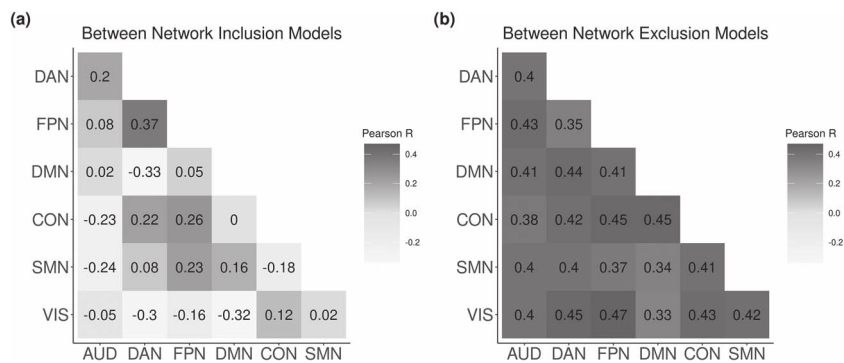 (a)
Between Network Inclusion Models
DAN 0.2
FPN 0.08 0.37
DMN 0.02 -0.33 0.05
CON -0.23 0.22 0.26 0
SMN -0.24 0.08 0.23 0.16 -0.18
VIS -0.05 -0.3 -0.16 -0.32 0.12 0.02
AUD DAN FPN DMN CON SMN
Pearson R
0.4
0.2
0.0
-0.2
(b)
Between Network Exclusion Models
DAN 0.4
FPN 0.43 0.35
DMN 0.41 0.44 0.41
CON 0.38 0.42 0.45 0.45
SMN 0.4 0.4 0.37 0.34 0.41
VIS 0.4 0.45 0.47 0.33 0.43 0.42
AUD DAN FPN DMN CON SMN
Pearson R
0.4
0.2
0.0
-0.2